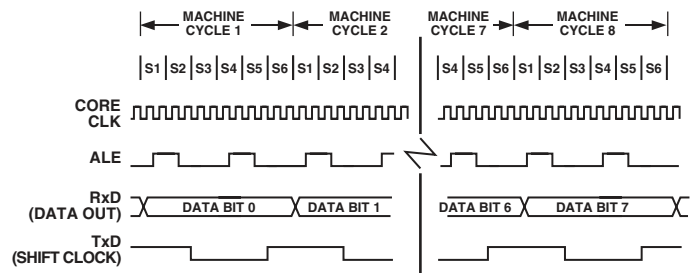 MACHINE CYCLE 1
MACHINE CYCLE 2
MACHINE CYCLE 7
MACHINE CYCLE 8
S1 S2 S3 S4 S5 S6 S1 S2 S3 S4
S4 S5 S6 S1 S2 S3 S4 S5 S6
CORE CLK
ALE
RxD
(DATA OUT)
DATA BIT 0
DATA BIT 1
DATA BIT 6
DATA BIT 7
TxD
(SHIFT CLOCK)